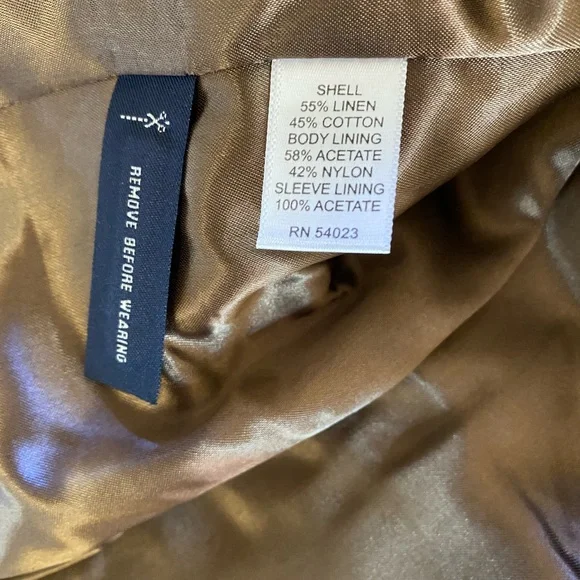 REMOVE BEFORE WEARING
SHELL
55% LINEN
45% COTTON
BODY LINING
58% ACETATE
42% NYLON
SLEEVE LINING
100% ACETATE
RN 54023